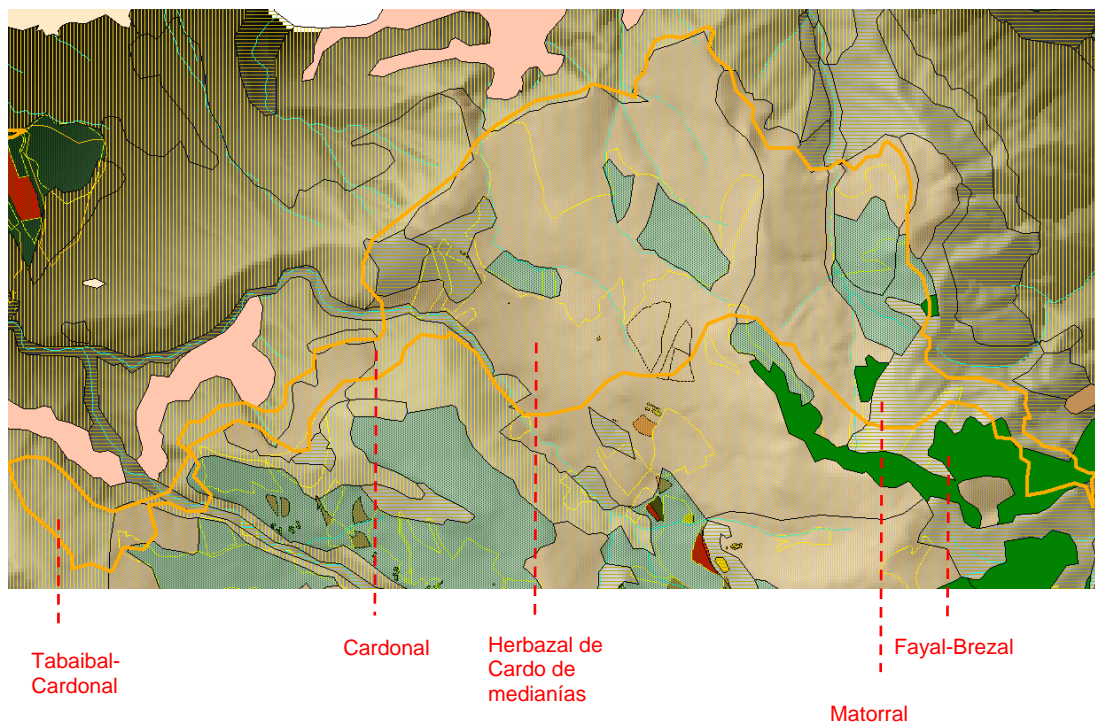 Tabaibal-
Cardonal
Cardonal
Herbazal de
Cardo de
medianías
Matorral
Fayal-Brezal